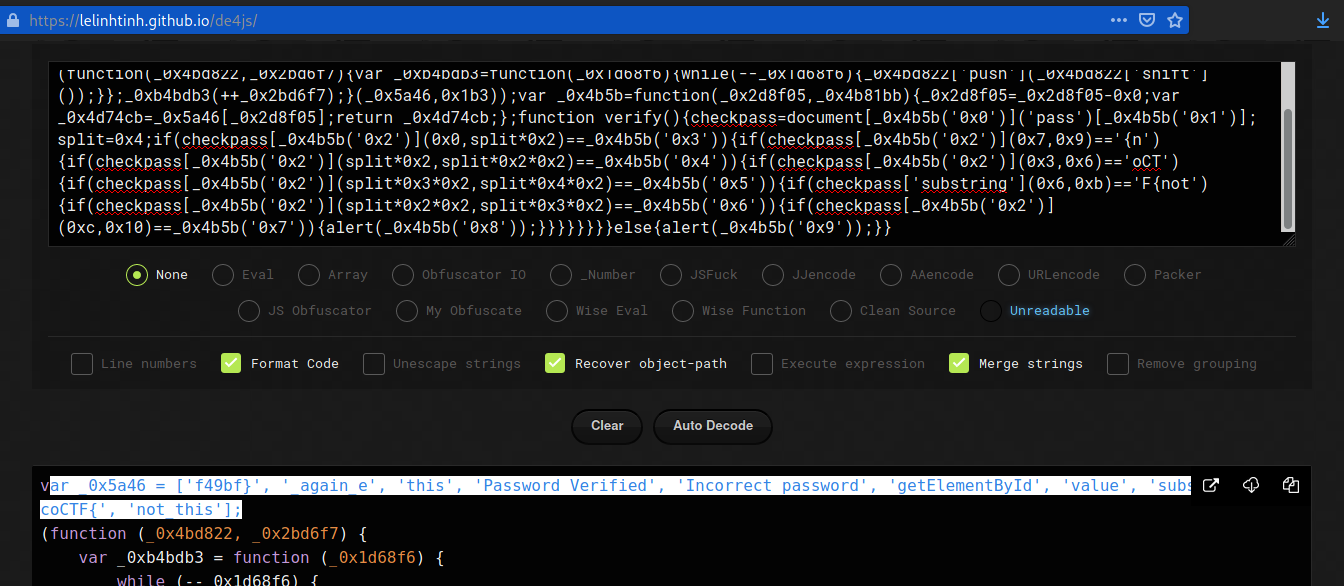 https://lelinhtinh.github.io/de4js/
(function(_0x4bd822,_0x2bd6f7){var _0xb4bdb3=function(_0x1d68f6){while(--_0x1d68f6){_0x4bd822['push'](_0x4bd822['shift']
());}};_0xb4bdb3(++_0x2bd6f7);}(_0x5a46,0x1b3));var _0x4b5b=function(_0x2d8f05,_0x4b81bb){_0x2d8f05=_0x2d8f05-0x0;var
_0x4d74cb=_0x5a46[_0x2d8f05];return _0x4d74cb;};function verify(){checkpass=document[_0x4b5b('0x0')]('pass')[_0x4b5b('0x1')];
split=0x4;if(checkpass[_0x4b5b('0x2')](0x0,split*0x2)==_0x4b5b('0x3')){if(checkpass[_0x4b5b('0x2')](0x7,0x9)=='{n')
{if(checkpass[_0x4b5b('0x2')](split*0x2,split*0x2*0x2)==_0x4b5b('0x4')){if(checkpass[_0x4b5b('0x2')](0x3,0x6)=='oCT')
{if(checkpass[_0x4b5b('0x2')](split*0x3*0x2,split*0x4*0x2)==_0x4b5b('0x5')){if(checkpass['substring'](0x6,0xb)=='F{not')
{if(checkpass[_0x4b5b('0x2')](split*0x2*0x2,split*0x3*0x2)==_0x4b5b('0x6')){if(checkpass[_0x4b5b('0x2')]
(0xc,0x10)==_0x4b5b('0x7')){alert(_0x4b5b('0x8'));}}}}}}}}else{alert(_0x4b5b('0x9'));}}
None Eval Array Obfuscator IO _Number JSFuck JJencode AAencode URLencode Packer
JS Obfuscator My Obfuscate Wise Eval Wise Function Clean Source Unreadable
Line numbers Format Code Unescape strings Recover object-path Execute expression Merge strings Remove grouping
Clear Auto Decode
var _0x5a46 = ['f49bf}', '_again_e', 'this', 'Password Verified', 'Incorrect password', 'getElementById', 'value', 'subs
coCTF{', 'not_this'];
(function (_0x4bd822, _0x2bd6f7) {
var _0xb4bdb3 = function (_0x1d68f6) {
while (--_0x1d68f6) {